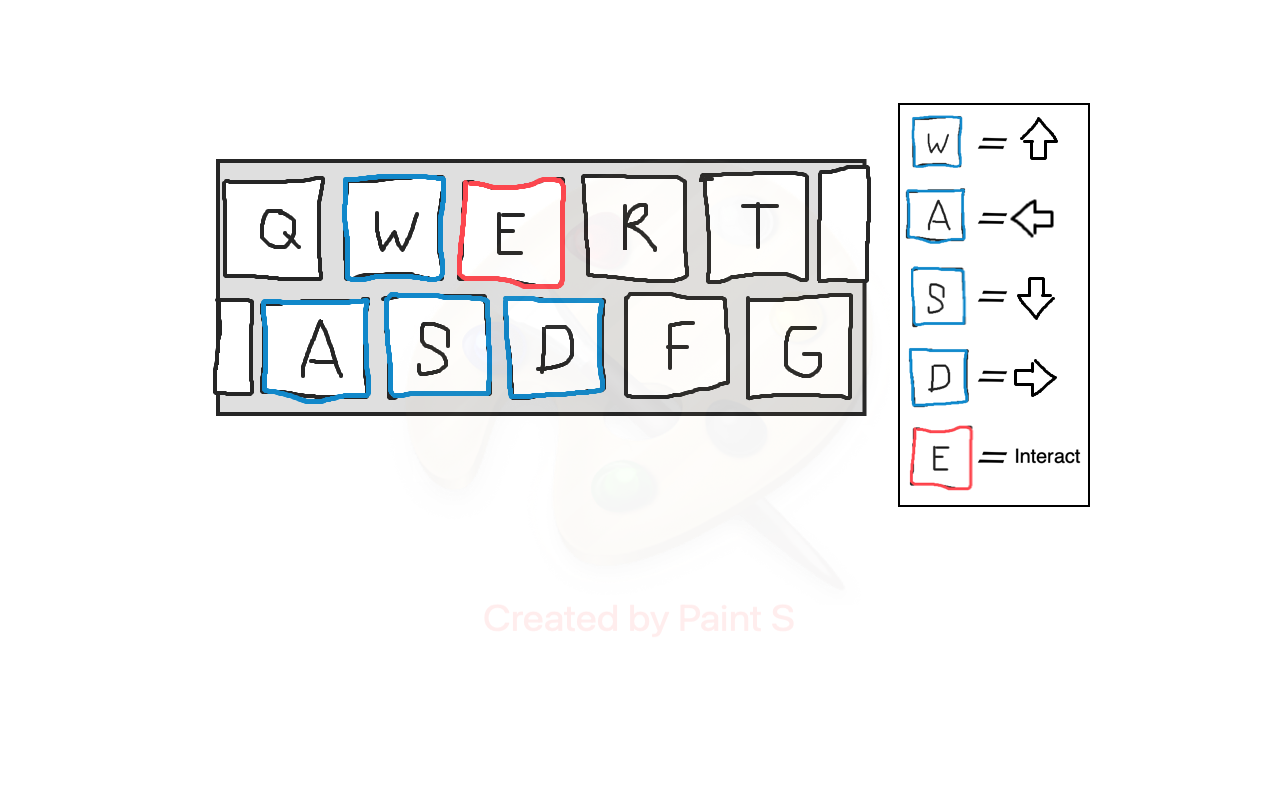 Q W E R T
A S D F G
W =
A =
S =
D =
E = Interact
Created by Paint S